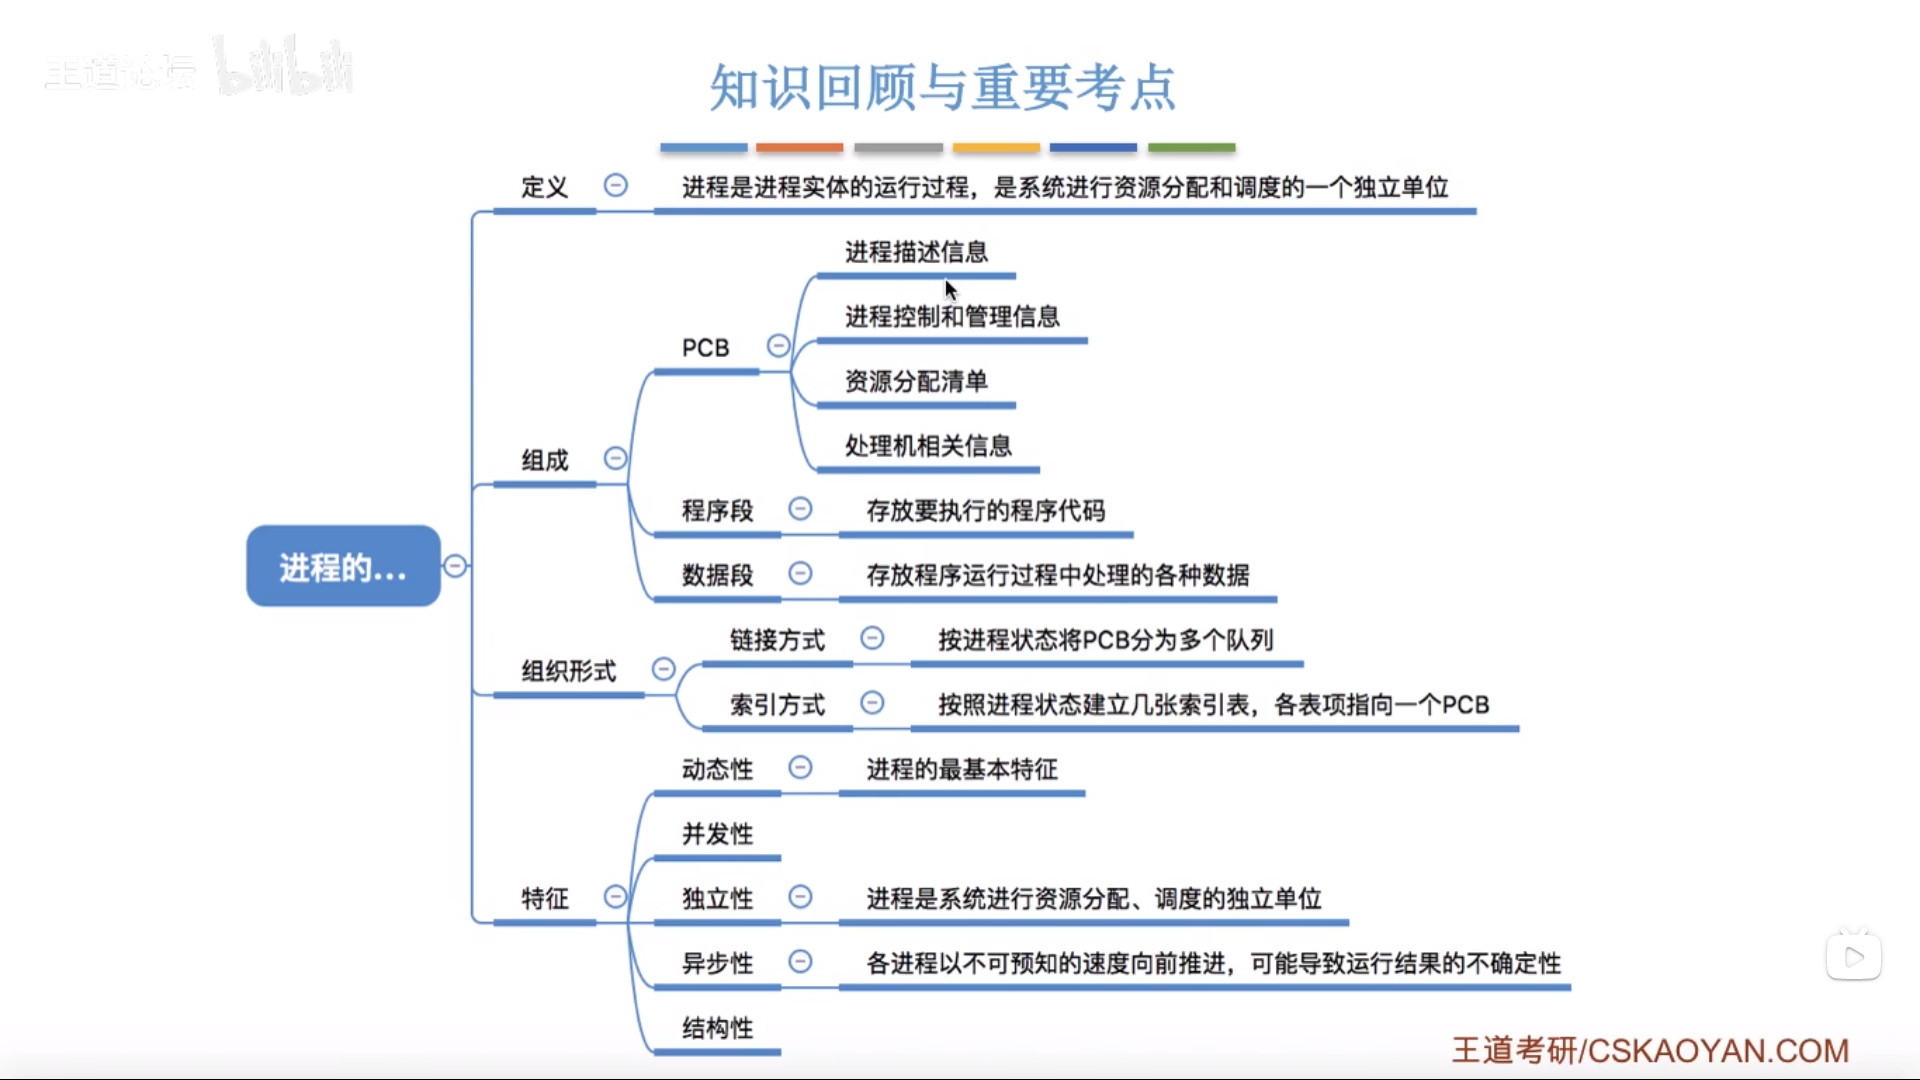 王道论坛 bilibili
知识回顾与重要考点
定义
进程是进程实体的运行过程，是系统进行资源分配和调度的一个独立单位
进程描述信息
进程控制和管理信息
PCB
资源分配清单
处理机相关信息
组成
程序段
存放要执行的程序代码
进程的...
数据段
存放程序运行过程中处理的各种数据
链接方式
按进程状态将PCB分为多个队列
组织形式
索引方式
按照进程状态建立几张索引表，各表项指向一个PCB
动态性
进程的最基本特征
并发性
特征
独立性
进程是系统进行资源分配、调度的独立单位
异步性
各进程以不可预知的速度向前推进，可能导致运行结果的不确定性
结构性
王道考研/CSKAOYAN.COM